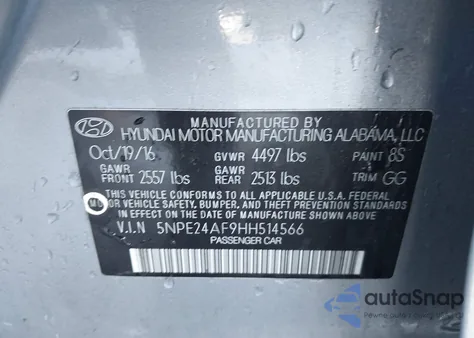 MANUFACTURED BY
HYUNDAI MOTOR MANUFACTURING ALABAMA, LLC
Oct/19/16 GVWR 4497 lbs PAINT 8S
GAWR FRONT 2557 lbs GAWR REAR 2513 lbs TRIM GG
THIS VEHICLE CONFORMS TO ALL APPLICABLE U.S.A. FEDERAL
MOTOR VEHICLE SAFETY, BUMPER, AND THEFT PREVENTION STANDARDS
IN EFFECT ON THE DATE OF MANUFACTURE SHOWN ABOVE.
V.I.N 5NPE24AF9HH514566
PASSENGER CAR
autoSnap